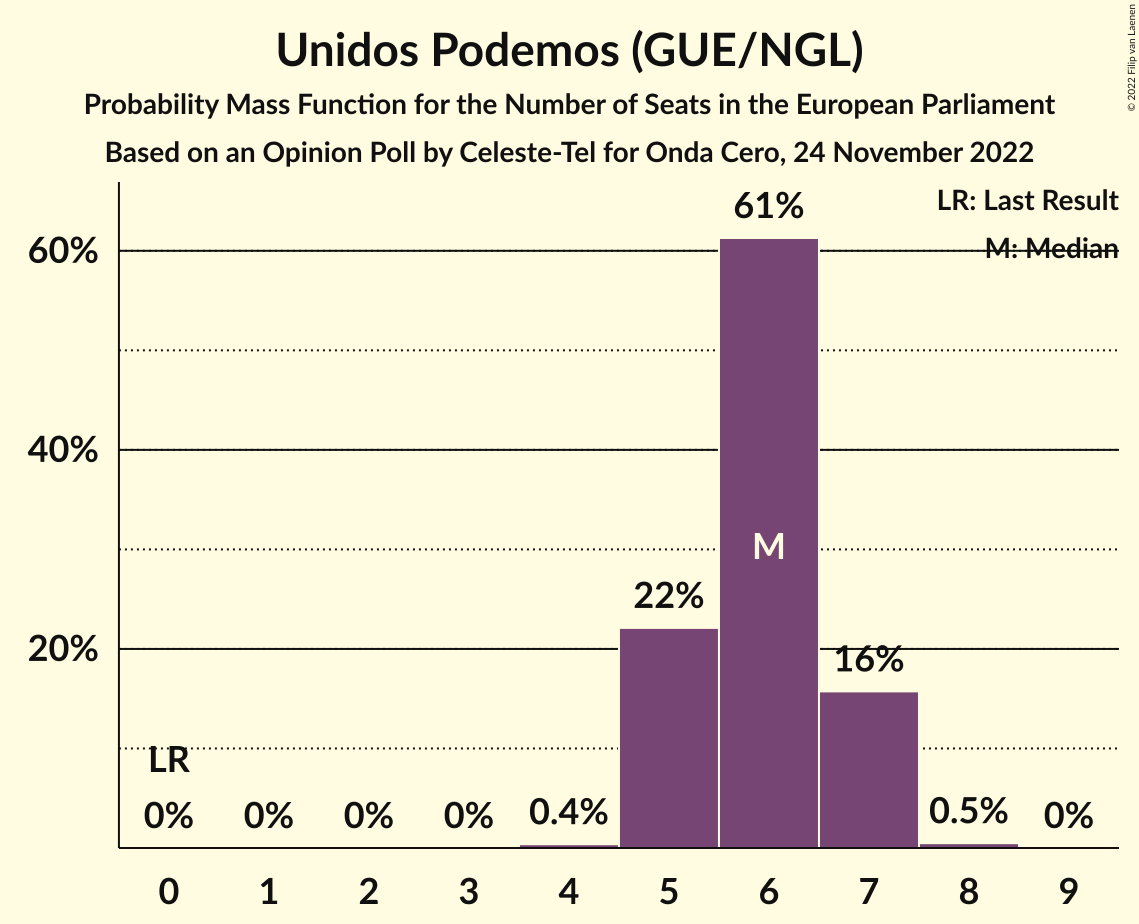 Unidos Podemos (GUE/NGL)
Probability Mass Function for the Number of Seats in the European Parliament
Based on an Opinion Poll by Celeste-Tel for Onda Cero, 24 November 2022
© 2022 Filip van Laenen
LR: Last Result
M: Median
61%
60%
40%
M
22%
20%
16%
LR
0%
0%
0%
0%
0.4%
0.5%
0%
0 1 2 3 4 5 6 7 8 9